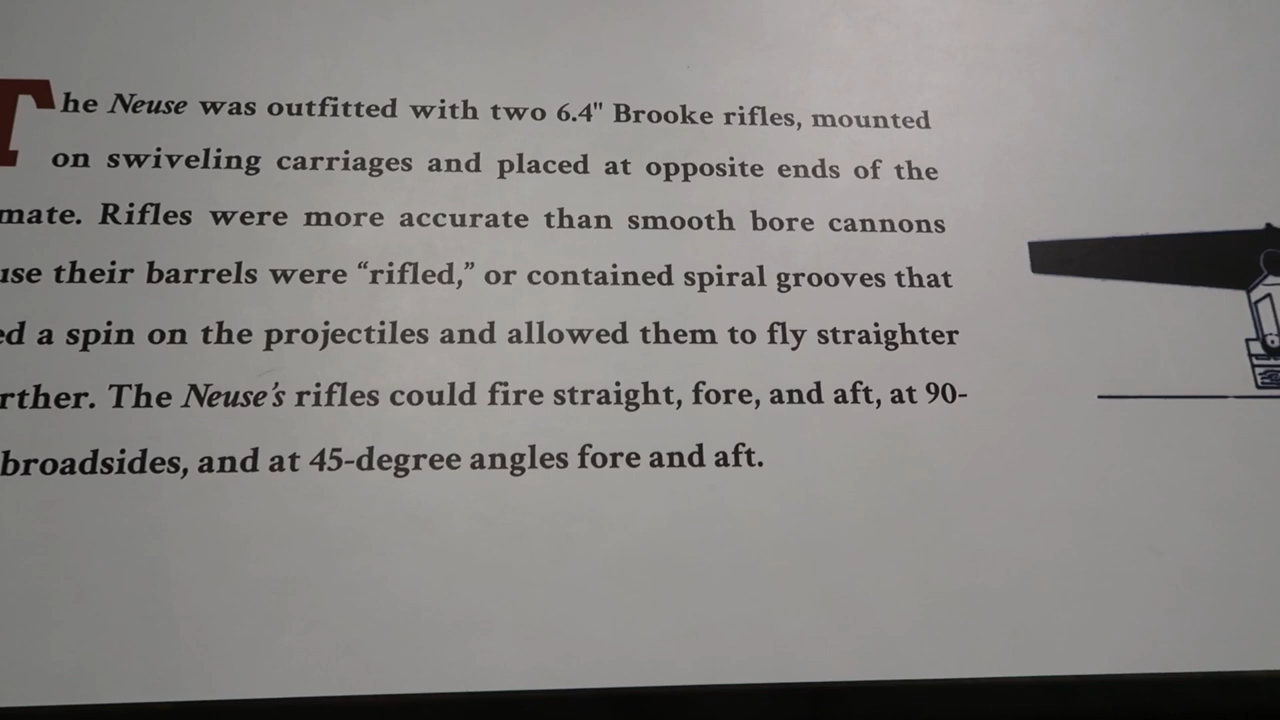 The Neuse was outfitted with two 6.4" Brooke rifles, mounted
on swiveling carriages and placed at opposite ends of the
mate. Rifles were more accurate than smooth bore cannons
use their barrels were “rifled,” or contained spiral grooves that
ed a spin on the projectiles and allowed them to fly straighter
rther. The Neuse’s rifles could fire straight, fore, and aft, at 90-
broadsides, and at 45-degree angles fore and aft.